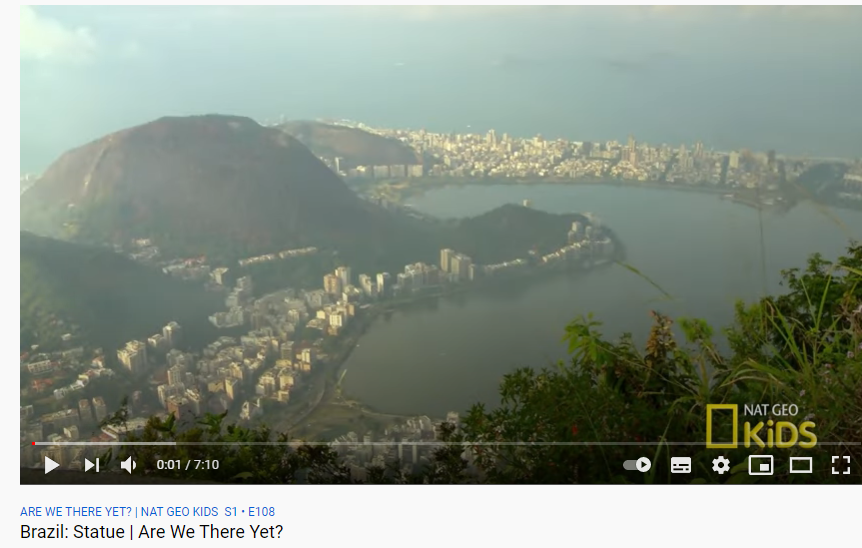 NAT GEO
KiDS
0:01 / 7:10
ARE WE THERE YET? | NAT GEO KIDS S1 • E108
Brazil: Statue | Are We There Yet?